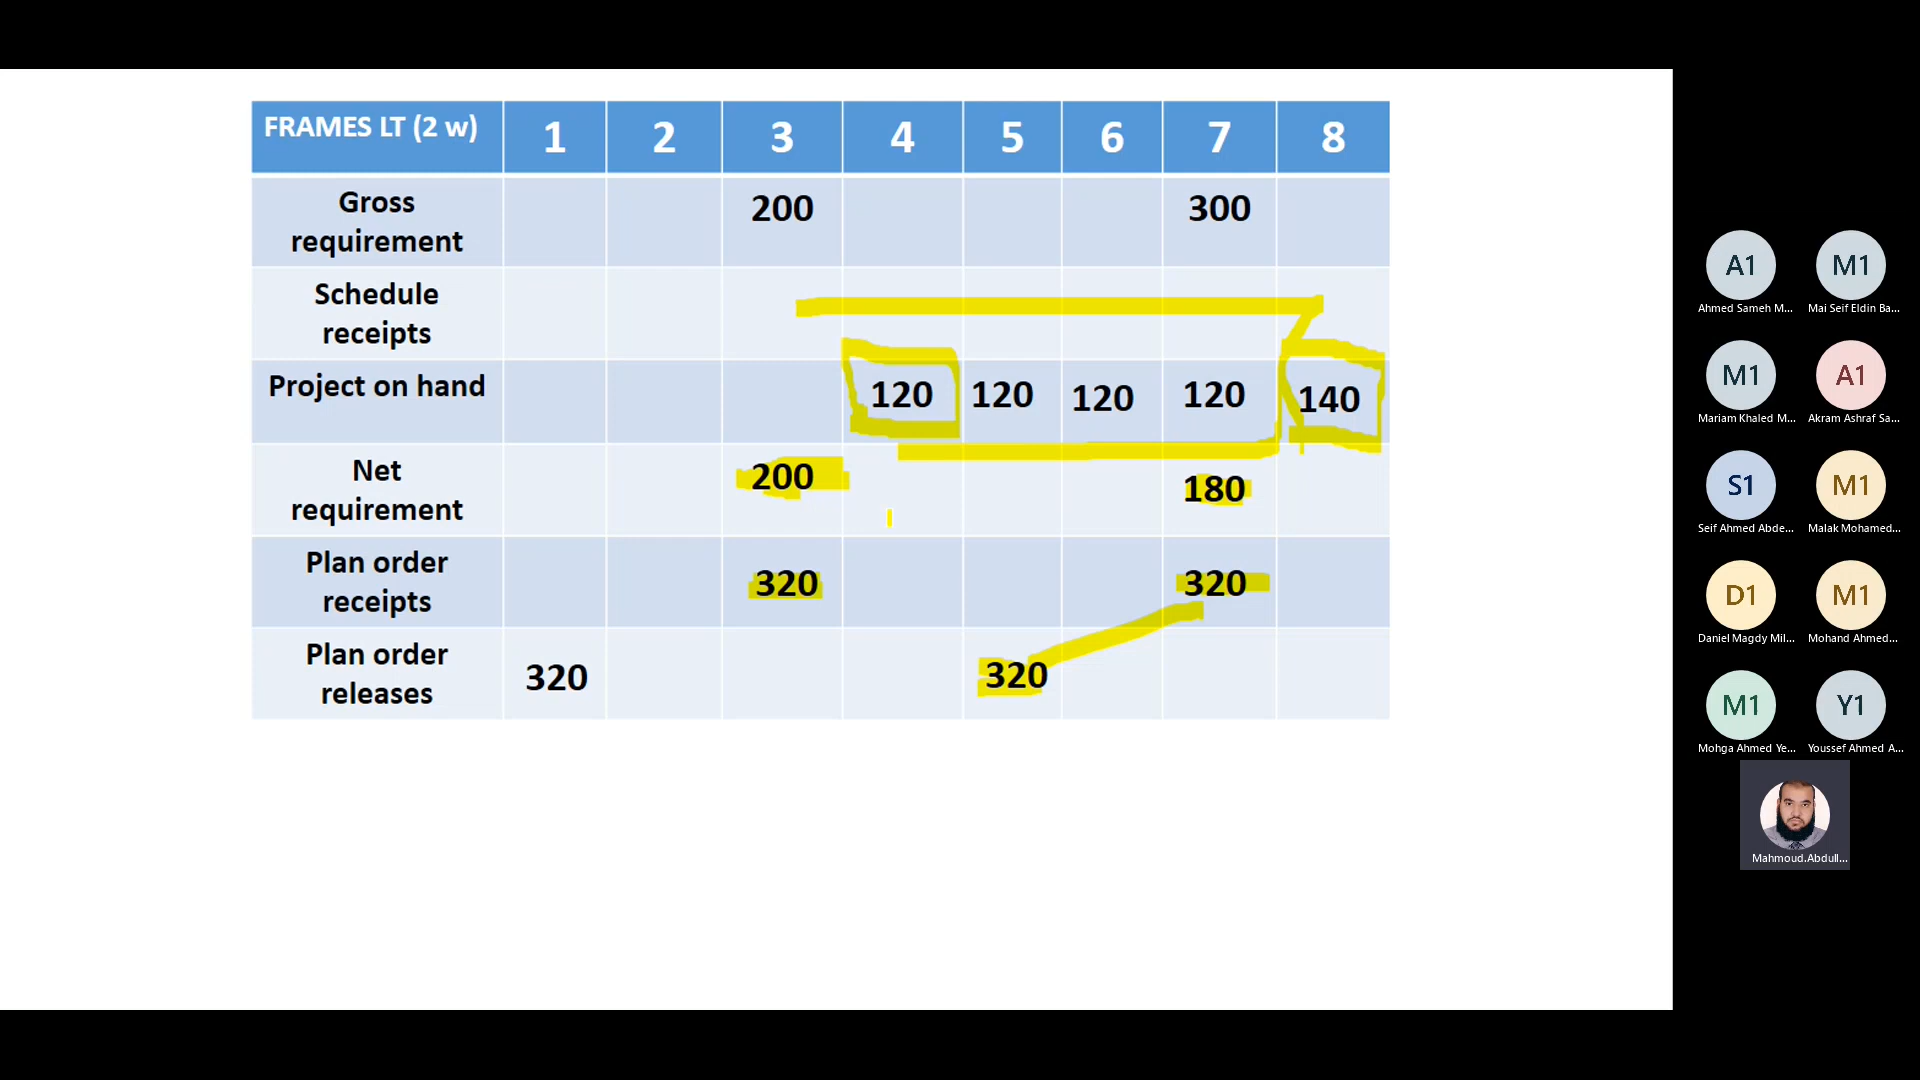 FRAMES LT (2 w) 1 2 3 4 5 6 7 8
Gross
requirement
200 300
Schedule
receipts
Project on hand 120 120 120 120 140
Net
requirement
200 180
Plan order
receipts
320 320
Plan order
releases
320 320
A1 M1
Ahmed Sameh M... Mai Seif Eldin Ba...
M1 A1
Mariam Khaled M... Akram Ashraf Sa...
S1 M1
Seif Ahmed Abde... Malak Mohamed...
D1 M1
Daniel Magdy Mil... Mohand Ahmed...
M1 Y1
Mohga Ahmed Ye... Youssef Ahmed A...
Mahmoud.Abdull...